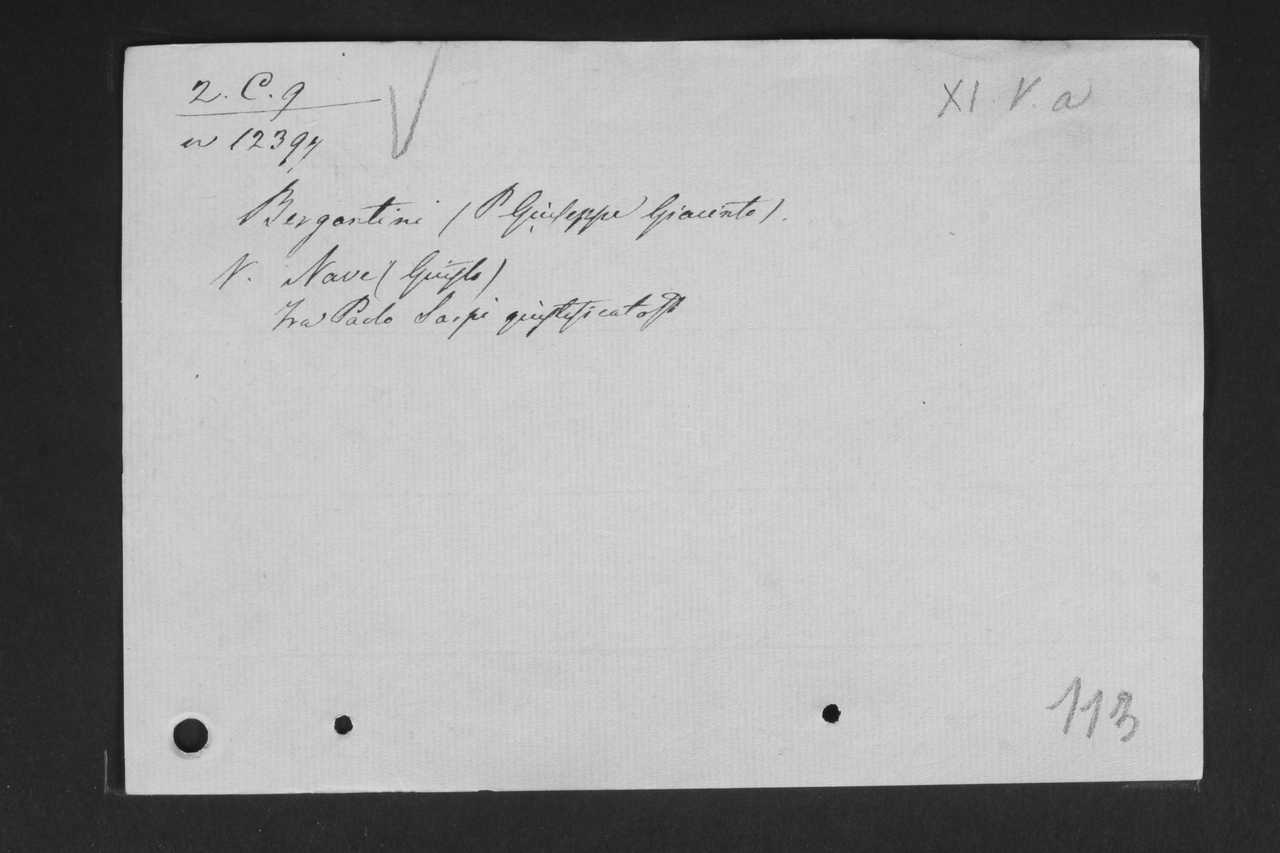 2. C. 9
XI. V. a
n 12397
Bergantini (P Giuseppe Giacinto).
V. Nave (Giusto)
Fra Paolo Sarpi giustificato
113